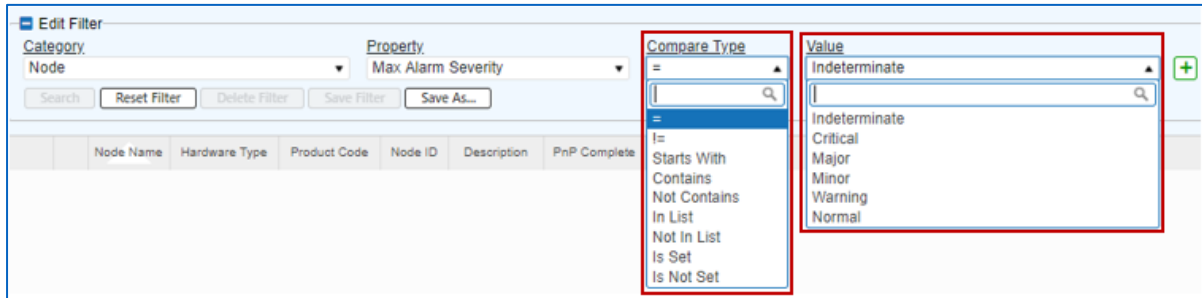 Edit Filter
Category Property Compare Type Value
Node Max Alarm Severity = Indeterminate
Search Reset Filter Delete Filter Save Filter Save As...
Node Name Hardware Type Product Code Node ID Description PnP Complete
=
!=
Starts With
Contains
Not Contains
In List
Not In List
Is Set
Is Not Set
Indeterminate
Critical
Major
Minor
Warning
Normal